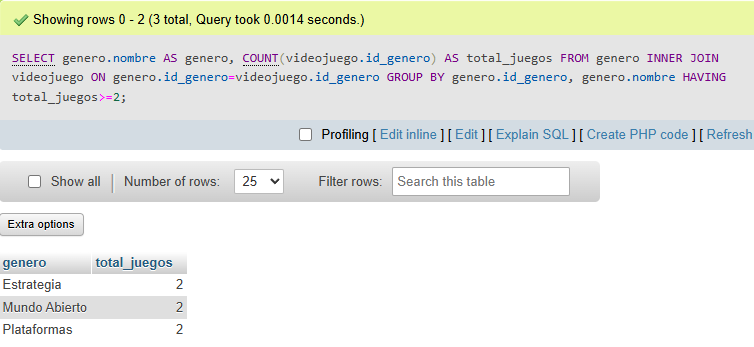 Showing rows 0 - 2 (3 total, Query took 0.0014 seconds.)
SELECT genero.nombre AS genero, COUNT(videojuego.id_genero) AS total_juegos FROM genero INNER JOIN
videojuego ON genero.id_genero=videojuego.id_genero GROUP BY genero.id_genero, genero.nombre HAVING
total_juegos>=2;
Profiling [ Edit inline ] [ Edit ] [ Explain SQL ] [ Create PHP code ] [ Refresh
Show all Number of rows: 25 Filter rows: Search this table
Extra options
genero total_juegos
Estrategia 2
Mundo Abierto 2
Plataformas 2